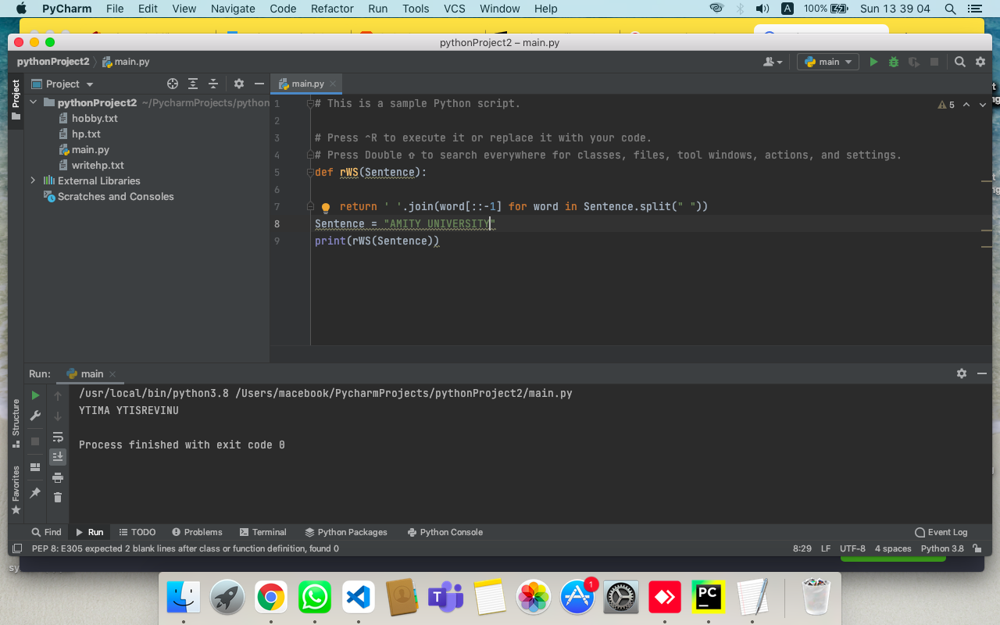 PyCharm File Edit View Navigate Code Refactor Run Tools VCS Window Help A 100% Sun 13 39 04
pythonProject2 – main.py
pythonProject2 main.py main
Project
Project
main.py
pythonProject2 ~/PycharmProjects/python
hobby.txt
hp.txt
main.py
writehp.txt
External Libraries
Scratches and Consoles
1 # This is a sample Python script. 5
2
3 # Press ^R to execute it or replace it with your code.
4 # Press Double ⇧ to search everywhere for classes, files, tool windows, actions, and settings.
5 def rWS(Sentence):
6
7 return ' '.join(word[::-1] for word in Sentence.split(" "))
8 Sentence = "AMITY UNIVERSITY"
9 print(rWS(Sentence))
Run: main
/usr/local/bin/python3.8 /Users/macebook/PycharmProjects/pythonProject2/main.py
YTIMA YTISREVINU
Process finished with exit code 0
Structure
Favorites
Find Run TODO Problems Terminal Python Packages Python Console Event Log
PEP 8: E305 expected 2 blank lines after class or function definition, found 0 8:29 LF UTF-8 4 spaces Python 3.8
T 1 PC